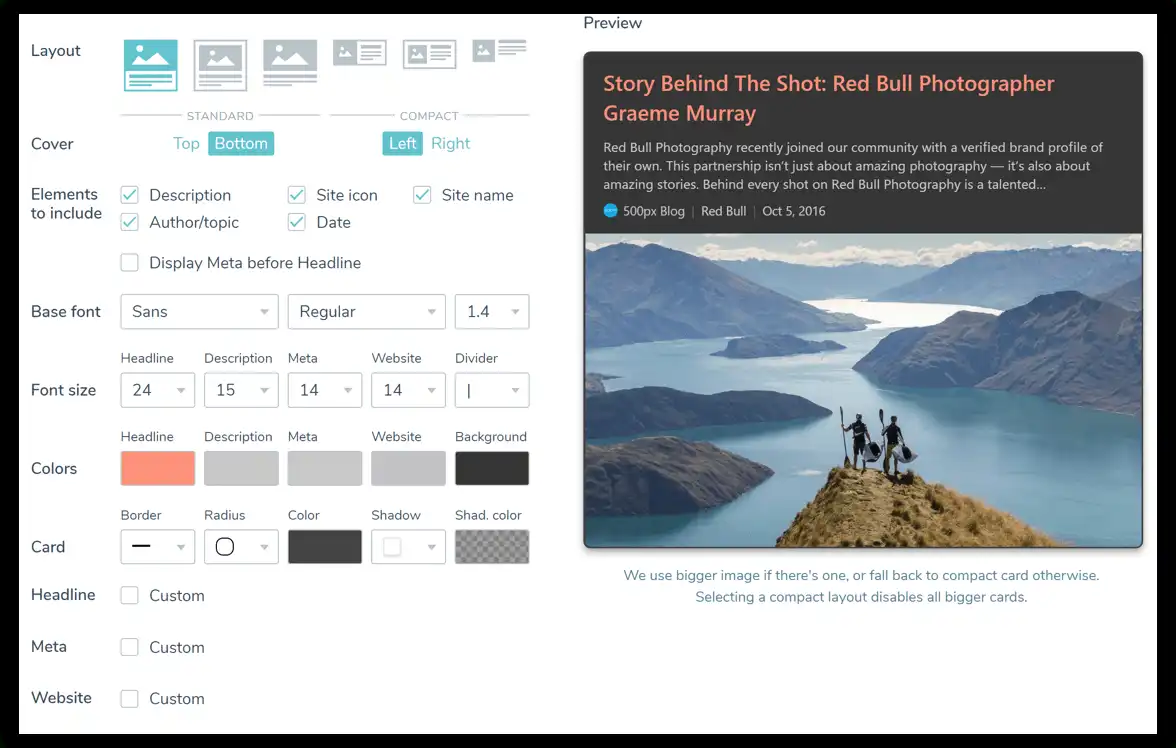 Layout
STANDARD
COMPACT
Cover
Top
Bottom
Left
Right
Elements
to include
Description
Site icon
Site name
Author/topic
Date
Display Meta before Headline
Base font
Sans
Regular
1.4
Headline
Description
Meta
Website
Divider
Font size
24
15
14
14
|
Headline
Description
Meta
Website
Background
Colors
Border
Radius
Color
Shadow
Shad. color
Card
Headline
Custom
Meta
Custom
Website
Custom
Preview
Story Behind The Shot: Red Bull Photographer
Graeme Murray
Red Bull Photography recently joined our community with a verified brand profile of
their own. This partnership isn't just about amazing photography — it's also about
amazing stories. Behind every shot on Red Bull Photography is a talented...
500px Blog | Red Bull | Oct 5, 2016
We use bigger image if there's one, or fall back to compact card otherwise.
Selecting a compact layout disables all bigger cards.